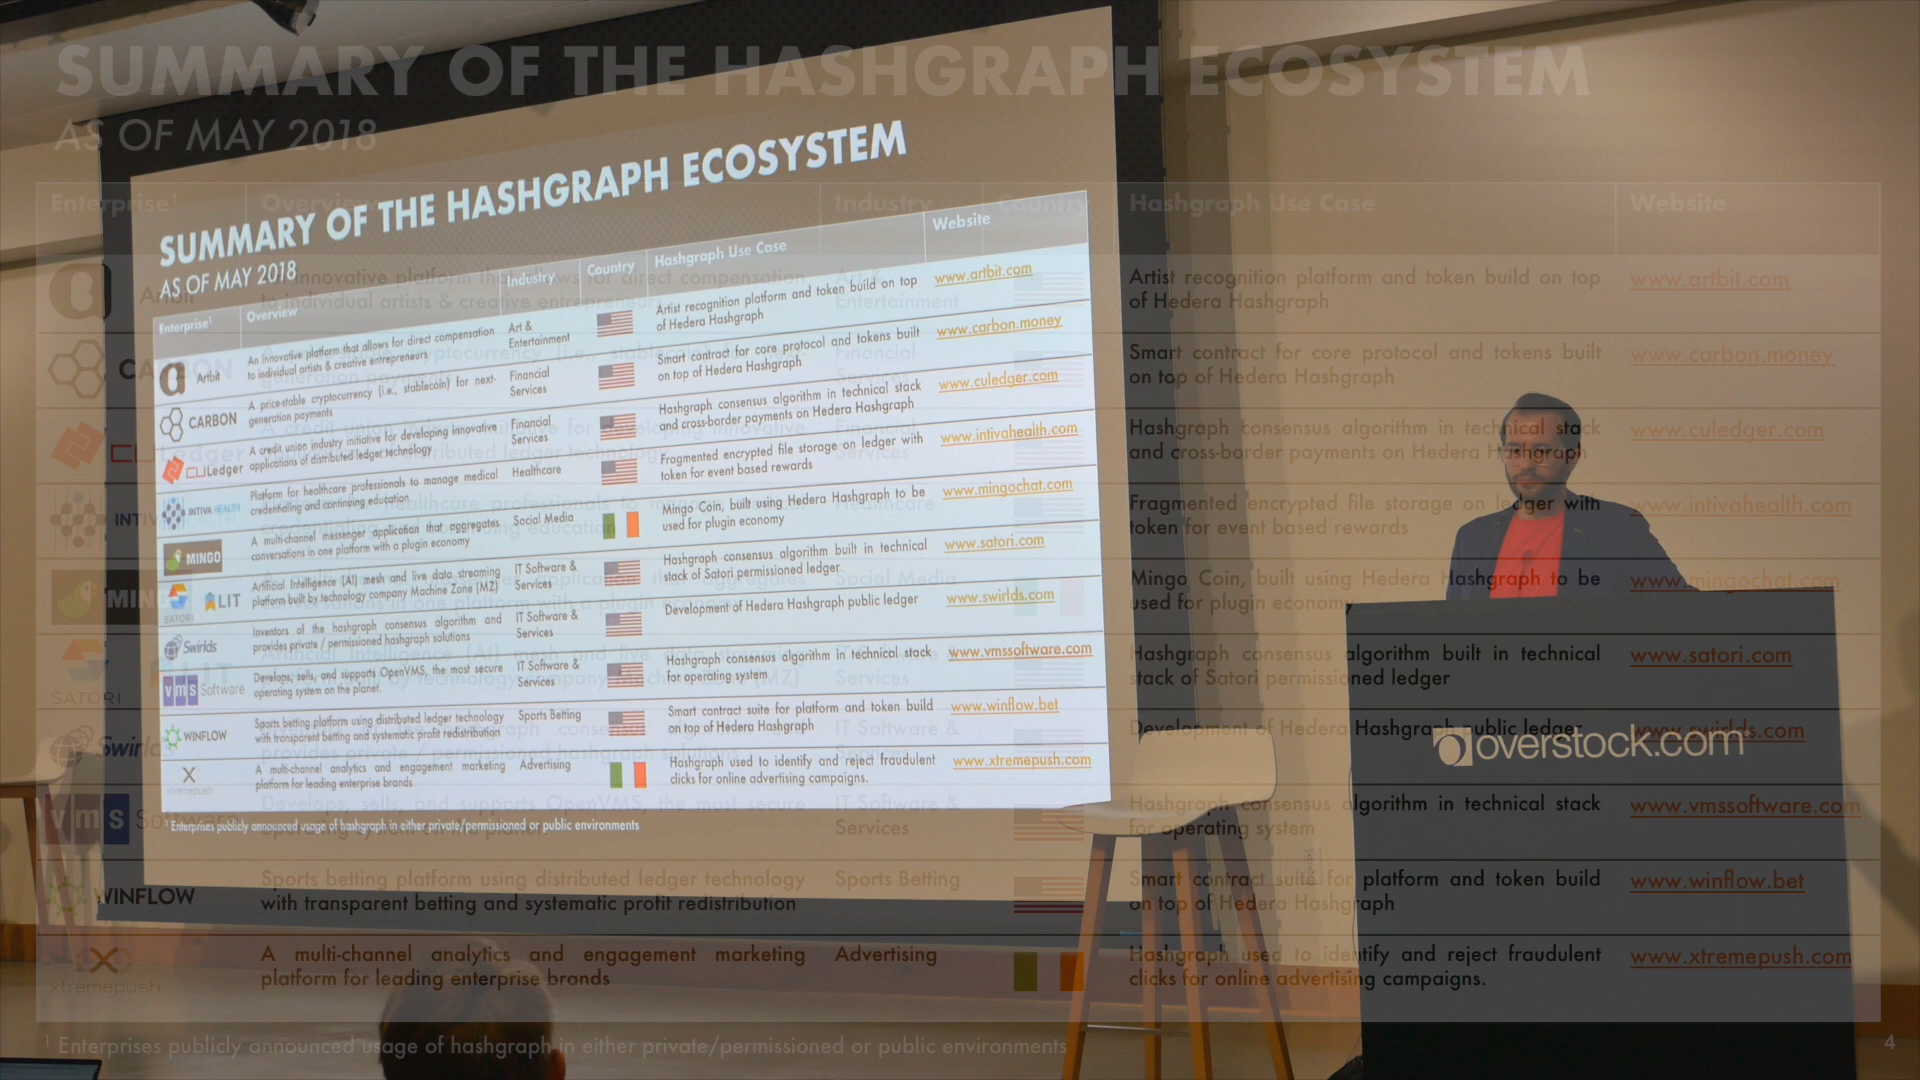 SUMMARY OF THE HASHGRAPH ECOSYSTEM
AS OF MAY 2018
Enterprise¹ Overview Industry Country Hashgraph Use Case Website
Artbit
An innovative platform that allows for direct compensation
to individual artists & creative entrepreneurs
Art &
Entertainment
Artist recognition platform and token build on top
of Hedera Hashgraph
www.artbit.com
CARBON
A price-stable cryptocurrency (i.e., stablecoin) for next-
generation payments
Financial
Services
Smart contract for core protocol and tokens built
on top of Hedera Hashgraph
www.carbon.money
CULedger
A credit union industry initiative for developing innovative
applications of distributed ledger technology
Financial
Services
Hashgraph consensus algorithm in technical stack
and cross-border payments on Hedera Hashgraph
www.culedger.com
INTIVA HEALTH
Platform for healthcare professionals to manage medical
credentialing and continuing education
Healthcare
Fragmented encrypted file storage on ledger with
token for event based rewards
www.intivahealth.com
MINGO
A multi-channel messenger application that aggregates
conversations in one platform with a plugin economy
Social Media
Mingo Coin, built using Hedera Hashgraph to be
used for plugin economy
www.mingochat.com
SATORI
ALIT
Artificial Intelligence (AI) mesh and live data streaming
platform built by technology company Machine Zone (MZ)
IT Software &
Services
Hashgraph consensus algorithm built in technical
stack of Satori permissioned ledger
www.satori.com
Swirlds
Inventors of the hashgraph consensus algorithm and
provides private / permissioned hashgraph solutions
IT Software &
Services
Development of Hedera Hashgraph public ledger
www.swirlds.com
vms Software
Develops, sells, and supports OpenVMS, the most secure
operating system on the planet.
IT Software &
Services
Hashgraph consensus algorithm in technical stack
for operating system
www.vmssoftware.com
WINFLOW
Sports betting platform using distributed ledger technology
with transparent betting and systematic profit redistribution
Sports Betting
Smart contract suite for platform and token build
on top of Hedera Hashgraph
www.winflow.bet
xtremepush
A multi-channel analytics and engagement marketing
platform for leading enterprise brands
Advertising
Hashgraph used to identify and reject fraudulent
clicks for online advertising campaigns.
www.xtremepush.com
¹ Enterprises publicly announced usage of hashgraph in either private/permissioned or public environments
4
overstock.com